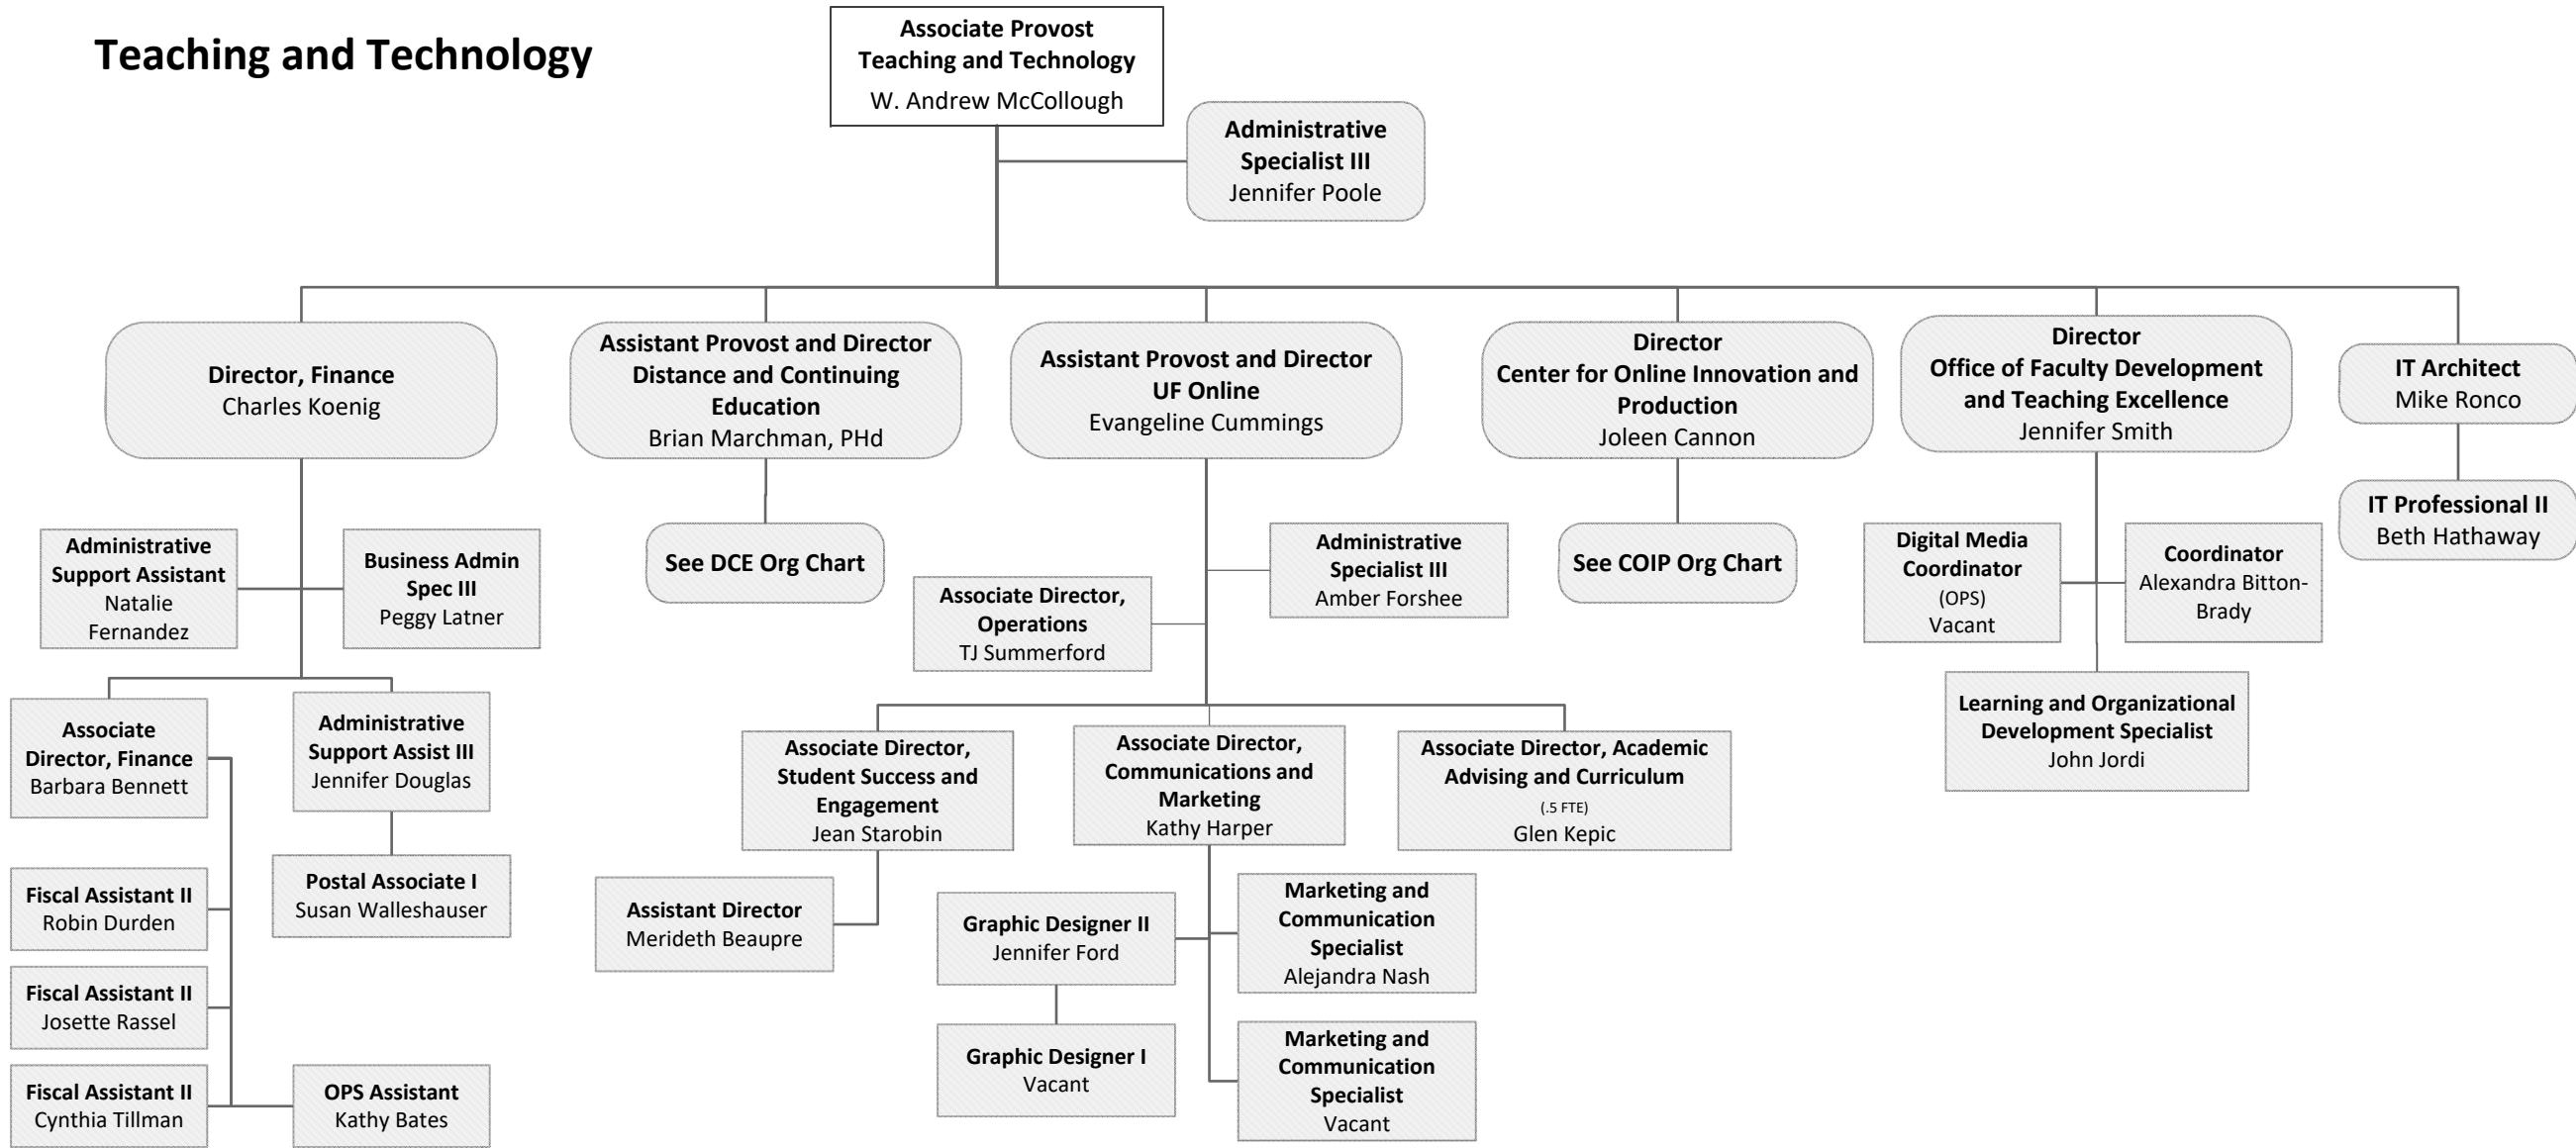 Teaching and Technology
Associate Provost
Teaching and Technology
W. Andrew McCollough
Administrative
Specialist III
Jennifer Poole
Director, Finance
Charles Koenig
Assistant Provost and Director
Distance and Continuing
Education
Brian Marchman, PHd
Assistant Provost and Director
UF Online
Evangeline Cummings
Director
Center for Online Innovation and
Production
Joleen Cannon
Director
Office of Faculty Development
and Teaching Excellence
Jennifer Smith
IT Architect
Mike Ronco
IT Professional II
Beth Hathaway
Administrative
Support Assistant
Natalie
Fernandez
Business Admin
Spec III
Peggy Latner
See DCE Org Chart
Associate Director,
Operations
TJ Summerford
Administrative
Specialist III
Amber Forshee
See COIP Org Chart
Digital Media
Coordinator
(OPS)
Vacant
Coordinator
Alexandra Bitton-
Brady
Learning and Organizational
Development Specialist
John Jordi
Associate
Director, Finance
Barbara Bennett
Administrative
Support Assist III
Jennifer Douglas
Associate Director,
Student Success and
Engagement
Jean Starobin
Associate Director,
Communications and
Marketing
Kathy Harper
Associate Director, Academic
Advising and Curriculum
(.5 FTE)
Glen Kepic
Fiscal Assistant II
Robin Durden
Postal Associate I
Susan Walleshauser
Assistant Director
Merideth Beaupre
Graphic Designer II
Jennifer Ford
Marketing and
Communication
Specialist
Alejandra Nash
Fiscal Assistant II
Josette Rassel
Graphic Designer I
Vacant
Marketing and
Communication
Specialist
Vacant
Fiscal Assistant II
Cynthia Tillman
OPS Assistant
Kathy Bates